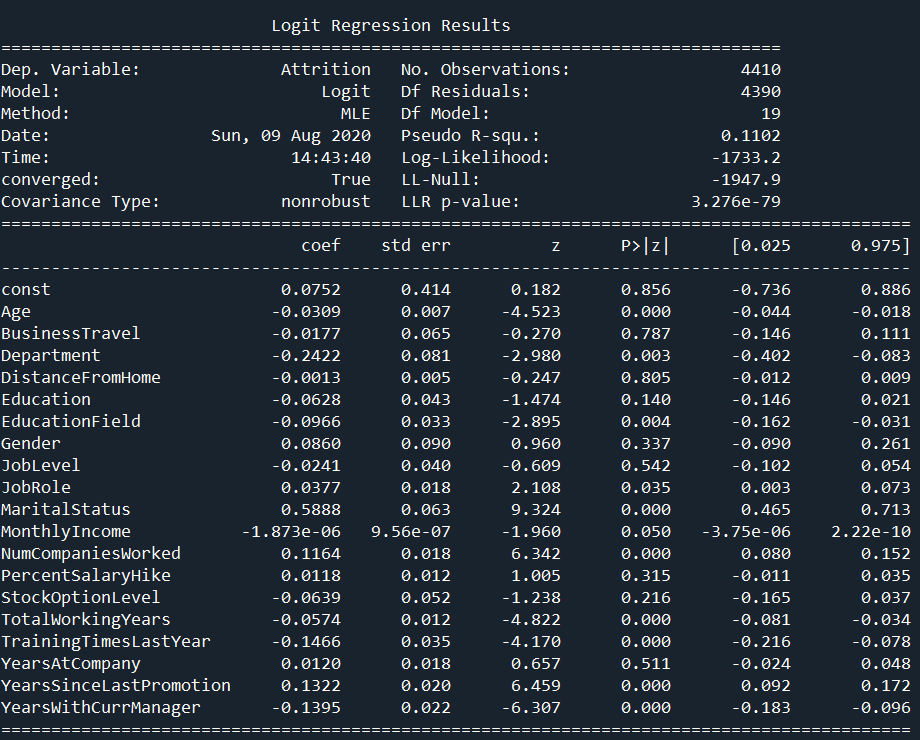 Logit Regression Results
==============================================================================
Dep. Variable:              Attrition   No. Observations:                 4410
Model:                          Logit   Df Residuals:                     4390
Method:                           MLE   Df Model:                           19
Date:                Sun, 09 Aug 2020   Pseudo R-squ.:                  0.1102
Time:                        14:43:40   Log-Likelihood:                -1733.2
converged:                       True   LL-Null:                       -1947.9
Covariance Type:            nonrobust   LLR p-value:                 3.276e-79
===========================================================================================
                              coef    std err          z      P>|z|      [0.025      0.975]
-------------------------------------------------------------------------------------------
const                       0.0752      0.414      0.182      0.856      -0.736       0.886
Age                        -0.0309      0.007     -4.523      0.000      -0.044      -0.018
BusinessTravel             -0.0177      0.065     -0.270      0.787      -0.146       0.111
Department                 -0.2422      0.081     -2.980      0.003      -0.402      -0.083
DistanceFromHome           -0.0013      0.005     -0.247      0.805      -0.012       0.009
Education                  -0.0628      0.043     -1.474      0.140      -0.146       0.021
EducationField             -0.0966      0.033     -2.895      0.004      -0.162      -0.031
Gender                      0.0860      0.090      0.960      0.337      -0.090       0.261
JobLevel                   -0.0241      0.040     -0.609      0.542      -0.102       0.054
JobRole                     0.0377      0.018      2.108      0.035       0.003       0.073
MaritalStatus               0.5888      0.063      9.324      0.000       0.465       0.713
MonthlyIncome           -1.873e-06   9.56e-07     -1.960      0.050   -3.75e-06    2.22e-10
NumCompaniesWorked          0.1164      0.018      6.342      0.000       0.080       0.152
PercentSalaryHike           0.0118      0.012      1.005      0.315      -0.011       0.035
StockOptionLevel           -0.0639      0.052     -1.238      0.216      -0.165       0.037
TotalWorkingYears          -0.0574      0.012     -4.822      0.000      -0.081      -0.034
TrainingTimesLastYear      -0.1466      0.035     -4.170      0.000      -0.216      -0.078
YearsAtCompany              0.0120      0.018      0.657      0.511      -0.024       0.048
YearsSinceLastPromotion     0.1322      0.020      6.459      0.000       0.092       0.172
YearsWithCurrManager       -0.1395      0.022     -6.307      0.000      -0.183      -0.096
===========================================================================================